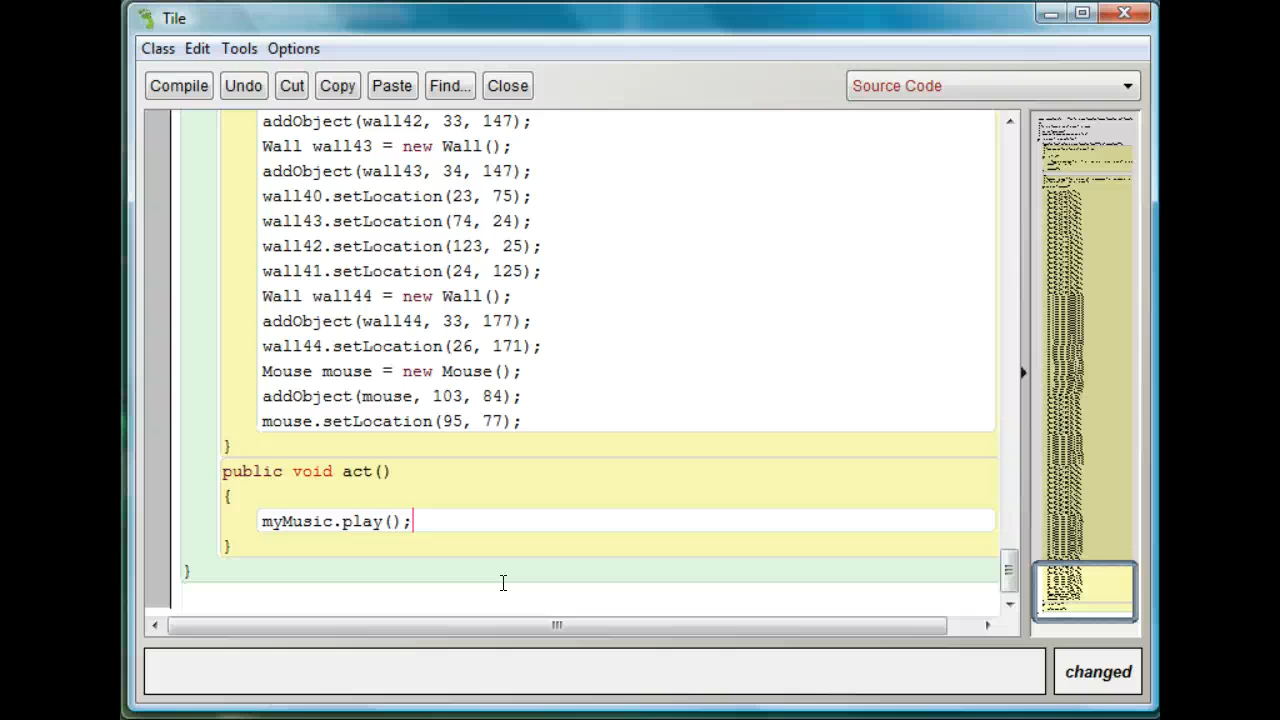 Tile
Class Edit Tools Options
Compile Undo Cut Copy Paste Find... Close Source Code
addObject(wall42, 33, 147);
Wall wall43 = new Wall();
addObject(wall43, 34, 147);
wall40.setLocation(23, 75);
wall43.setLocation(74, 24);
wall42.setLocation(123, 25);
wall41.setLocation(24, 125);
Wall wall44 = new Wall();
addObject(wall44, 33, 177);
wall44.setLocation(26, 171);
Mouse mouse = new Mouse();
addObject(mouse, 103, 84);
mouse.setLocation(95, 77);
}
public void act()
{
myMusic.play();
}
}
changed